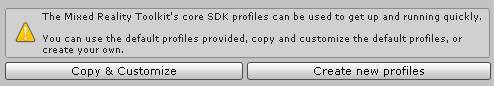 The Mixed Reality Toolkit's core SDK profiles can be used to get up and running quickly.
You can use the default profiles provided, copy and customize the default profiles, or
create your own.
Copy & Customize
Create new profiles